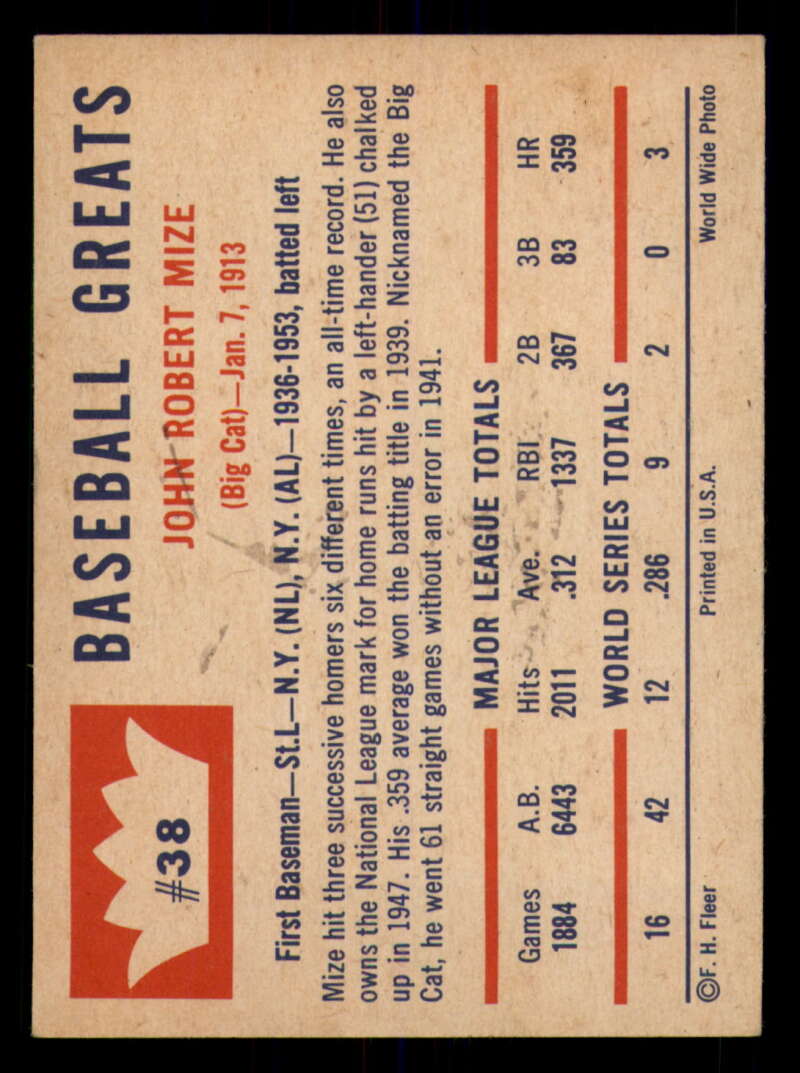 #38
BASEBALL GREATS
JOHN ROBERT MIZE
(Big Cat)—Jan. 7, 1913
First Baseman—St.L—N.Y. (NL), N.Y. (AL)—1936-1953, batted left
Mize hit three successive homers six different times, an all-time record. He also
owns the National League mark for home runs hit by a left-hander (51) chalked
up in 1947. His .359 average won the batting title in 1939. Nicknamed the Big
Cat, he went 61 straight games without an error in 1941.
MAJOR LEAGUE TOTALS
Games A.B. Hits Ave. RBI 2B 3B HR
1884 6443 2011 .312 1337 367 83 359
WORLD SERIES TOTALS
16 42 12 .286 9 2 0 3
©F. H. Fleer Printed in U.S.A. World Wide Photo